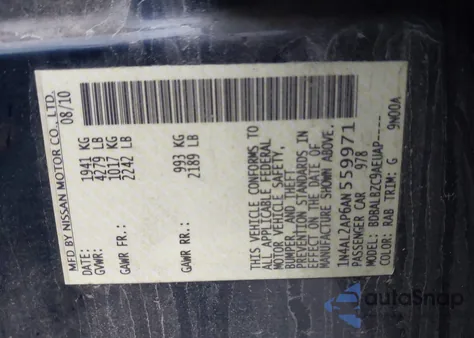 MFD BY NISSAN MOTOR CO., LTD.
DATE: 08/10
GVWR: 1941 KG
4279 LB
GAWR FR.: 1017 KG
2242 LB
GAWR RR.: 993 KG
2189 LB
THIS VEHICLE CONFORMS TO
ALL APPLICABLE FEDERAL
MOTOR VEHICLE SAFETY,
BUMPER, AND THEFT
PREVENTION STANDARDS IN
EFFECT ON THE DATE OF
MANUFACTURE SHOWN ABOVE.
1N4AL2AP6AN559971
PASSENGER CAR 978
MODEL: BDBALBZC9AEUAP----
COLOR: RAB TRIM: G 9N00A
autoSnap